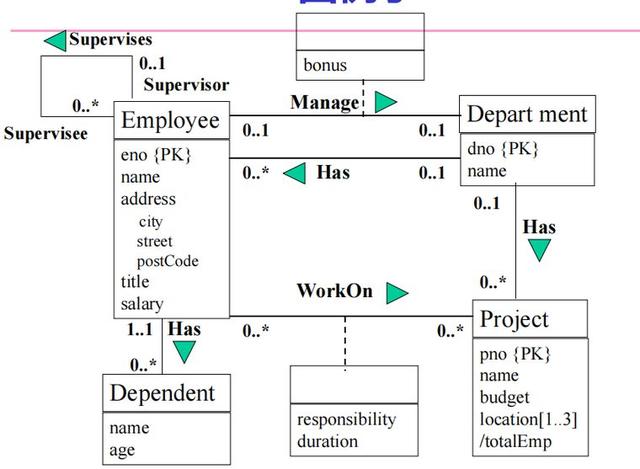 Supervises
0..1
Supervisor
0..*
Supervisee
bonus
Manage
0..1
0..1
Employee
eno {PK}
name
address
city
street
postCode
title
salary
Depart ment
dno {PK}
name
0..*
Has
0..1
0..1
Has
0..*
WorkOn
0..*
0..*
1..1
Has
0..*
Dependent
name
age
responsibility
duration
Project
pno {PK}
name
budget
location[1..3]
/totalEmp